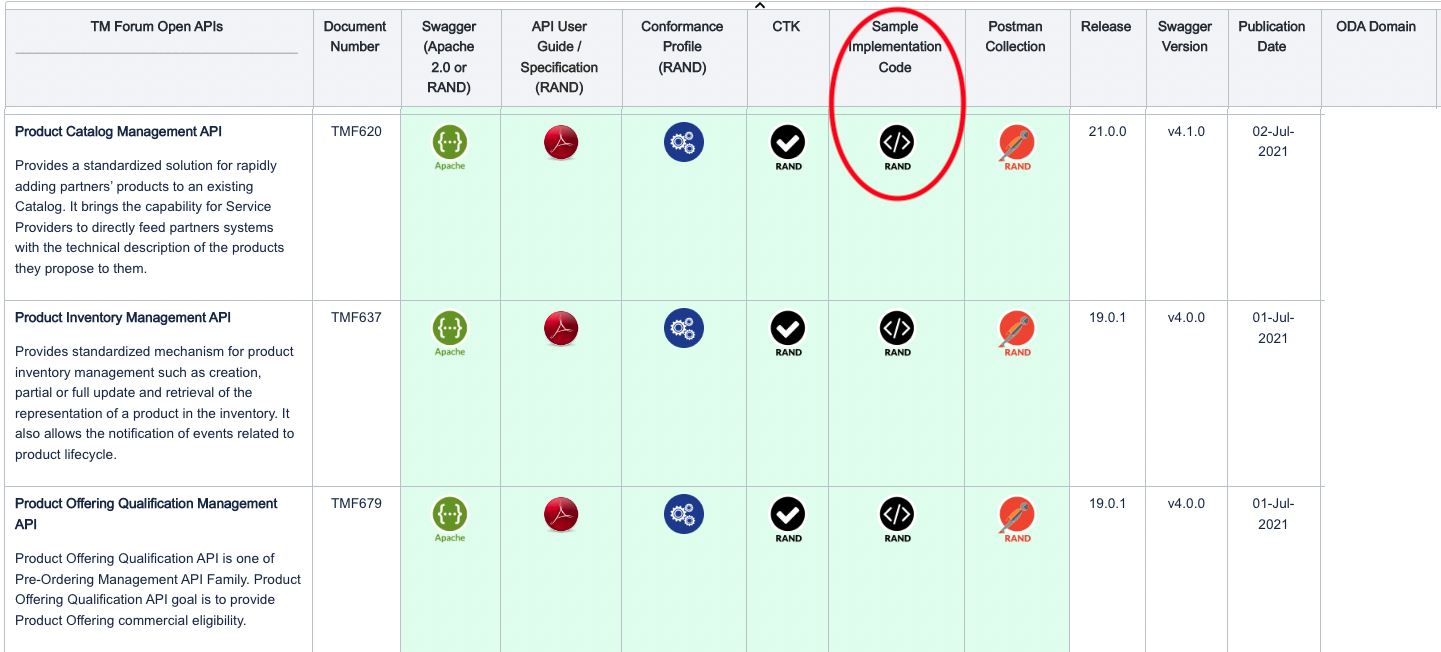 TM Forum Open APIs
Document
Number
Swagger
(Apache
2.0 or
RAND)
API User
Guide /
Specification
(RAND)
Conformance
Profile
(RAND)
CTK
Sample
Implementation
Code
Postman
Collection
Release
Swagger
Version
Publication
Date
ODA Domain
Product Catalog Management API
Provides a standardized solution for rapidly
adding partners’ products to an existing
Catalog. It brings the capability for Service
Providers to directly feed partners systems
with the technical description of the products
they propose to them.
TMF620
{···}
Apache
RAND
</>
RAND
RAND
21.0.0
v4.1.0
02-Jul-
2021
Product Inventory Management API
Provides standardized mechanism for product
inventory management such as creation,
partial or full update and retrieval of the
representation of a product in the inventory. It
also allows the notification of events related to
product lifecycle.
TMF637
{···}
Apache
RAND
</>
RAND
RAND
19.0.1
v4.0.0
01-Jul-
2021
Product Offering Qualification Management
API
Product Offering Qualification API is one of
Pre-Ordering Management API Family. Product
Offering Qualification API goal is to provide
Product Offering commercial eligibility.
TMF679
{···}
Apache
RAND
</>
RAND
RAND
19.0.1
v4.0.0
01-Jul-
2021